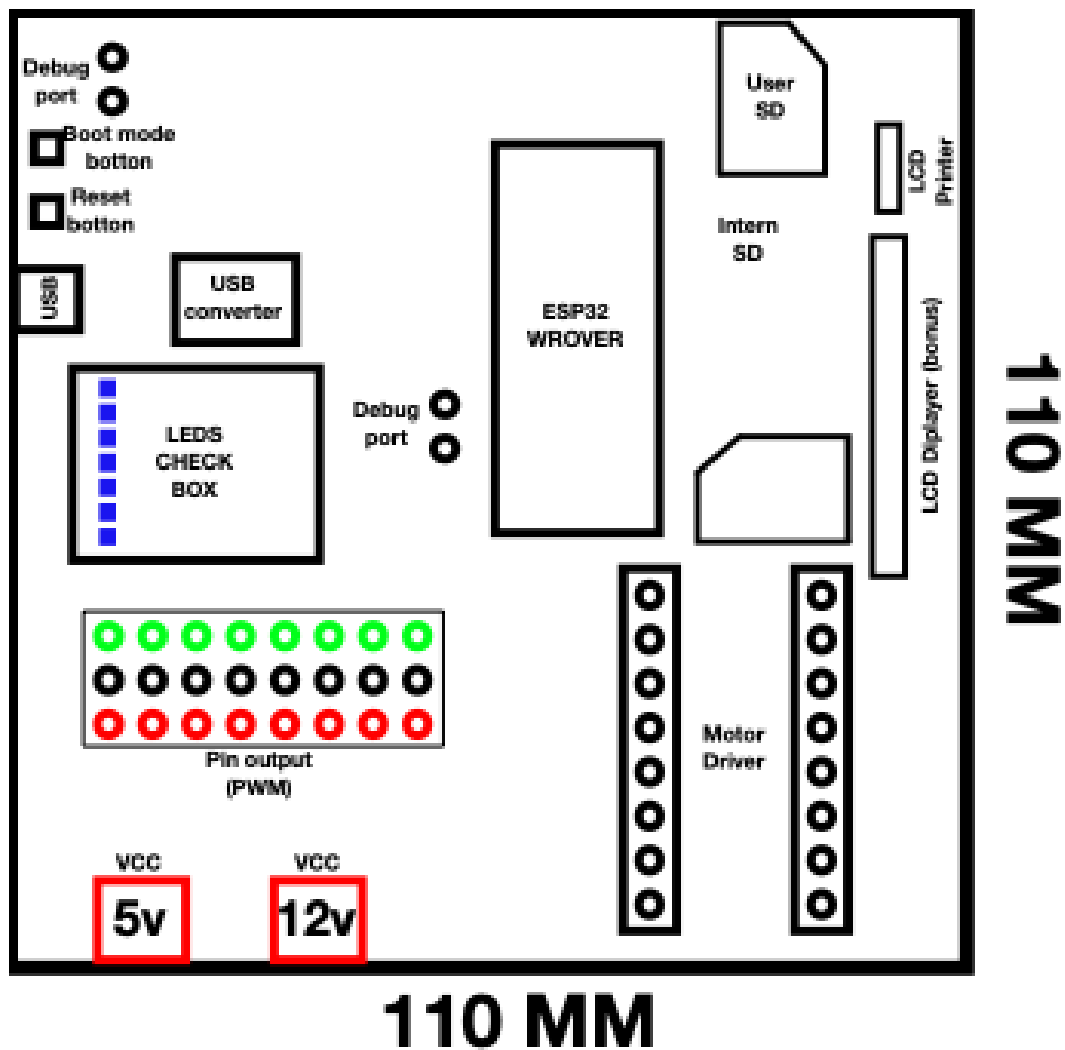 Debug
port
Boot mode
botton
Reset
botton
USB
USB
converter
LEDS
CHECK
BOX
Debug
port
ESP32
WROVER
User
SD
Intern
SD
LCD
Printer
LCD Diplayer (bonus)
Pin output
(PWM)
Motor
Driver
VCC
5v
VCC
12v
110 MM
110 MM